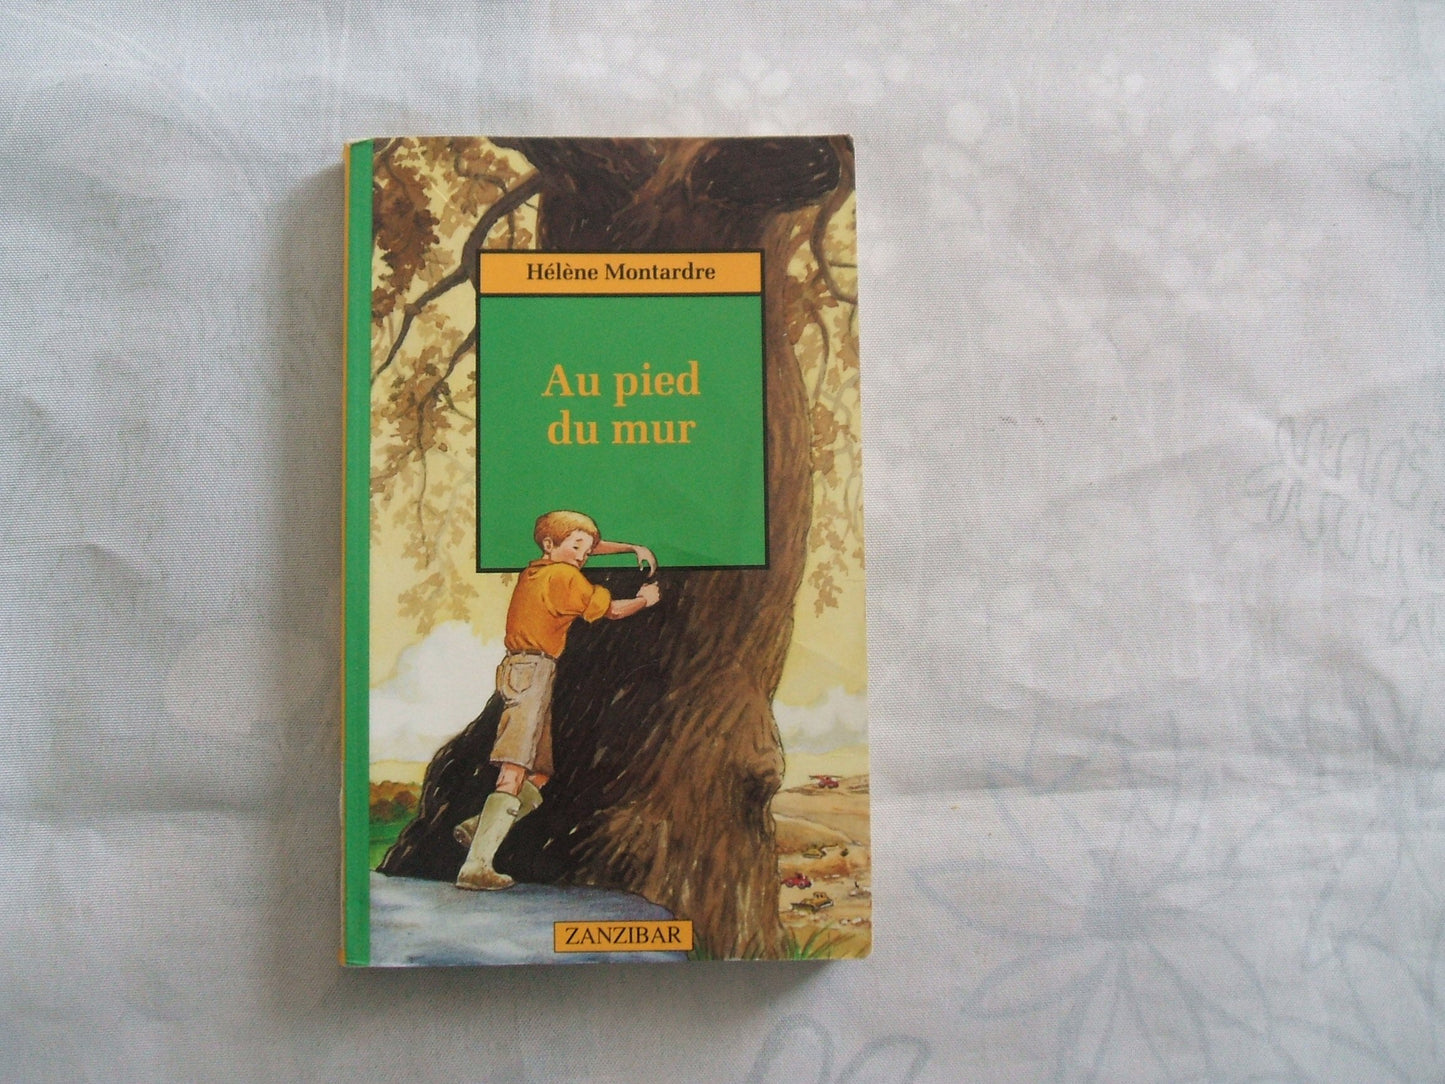 Hélène Montardre
Au pied
du mur
ZANZIBAR